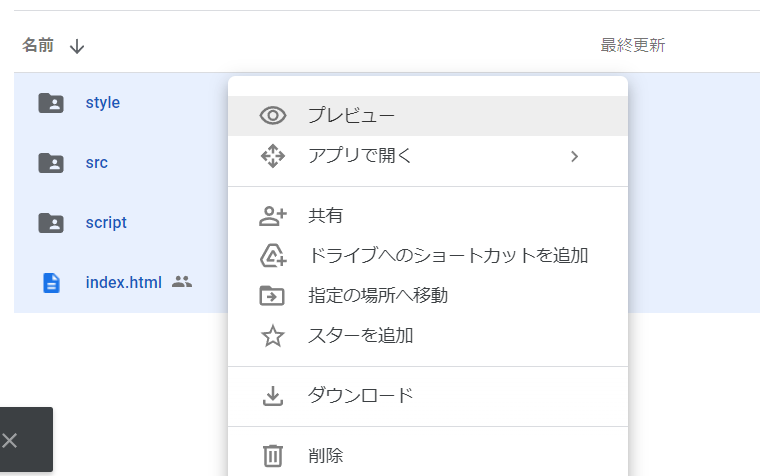 名前
最終更新
style
src
script
index.html
プレビュー
アプリで開く
共有
ドライブへのショートカットを追加
指定の場所へ移動
スターを追加
ダウンロード
削除